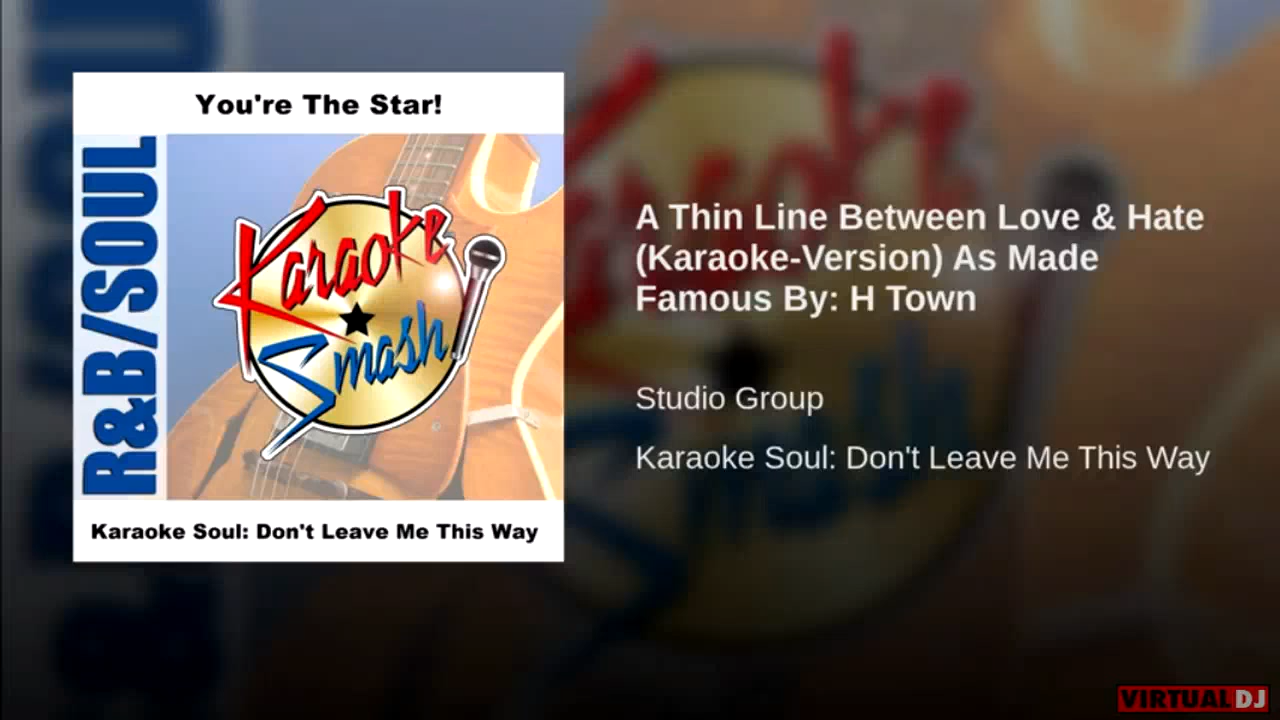 You're The Star!
R&B/SOUL
Karaoke
Smash
Karaoke Soul: Don't Leave Me This Way
A Thin Line Between Love & Hate
(Karaoke-Version) As Made
Famous By: H Town
Studio Group
Karaoke Soul: Don't Leave Me This Way
VIRTUALDJ